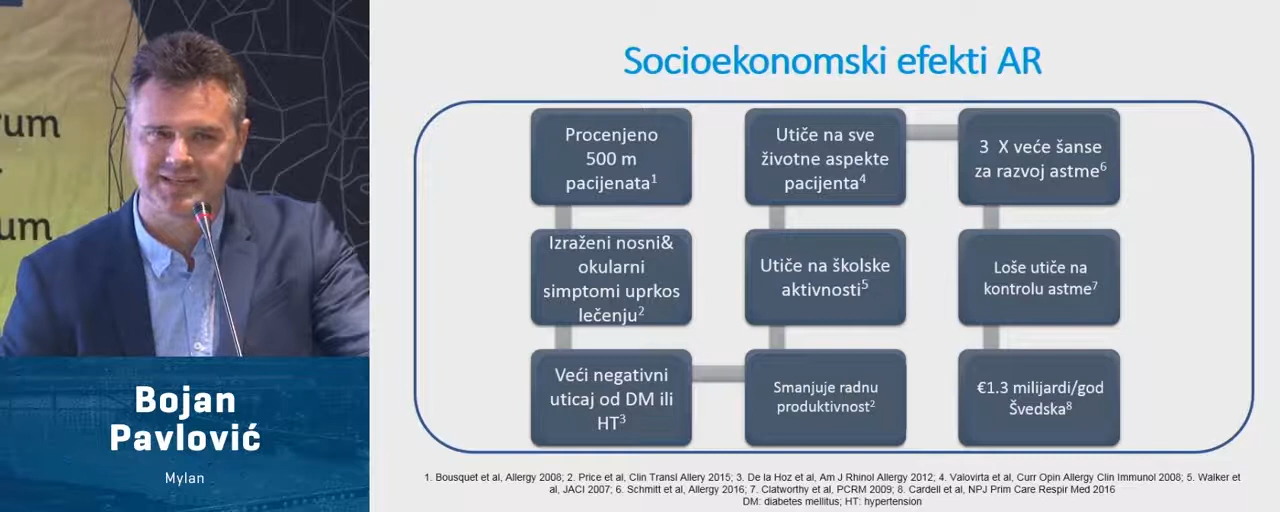 rum
um
Bojan
Pavlović
Mylan
Socioekonomski efekti AR
Procenjeno
500 m
pacijenata¹
Izraženi nosni&
okularni
simptomi uprkos
lečenju²
Veći negativni
uticaj od DM ili
HT³
Smanjuje radnu
produktivnost²
Utiče na školske
aktivnosti⁵
Utiče na sve
životne aspekte
pacijenta⁴
3 X veće šanse
za razvoj astme⁶
Loše utiče na
kontrolu astme⁷
€1.3 milijardi/god
Švedska⁸
1. Bousquet et al, Allergy 2008; 2. Price et al, Clin Transl Allery 2015; 3. De la Hoz et al, Am J Rhinol Allergy 2012; 4. Valovirta et al, Curr Opin Allergy Clin Immunol 2008; 5. Walker et
al, JACI 2007; 6. Schmitt et al, Allergy 2016; 7. Clatworthy et al, PCRM 2009; 8. Cardell et al, NPJ Prim Care Respir Med 2016
DM: diabetes mellitus; HT: hypertension